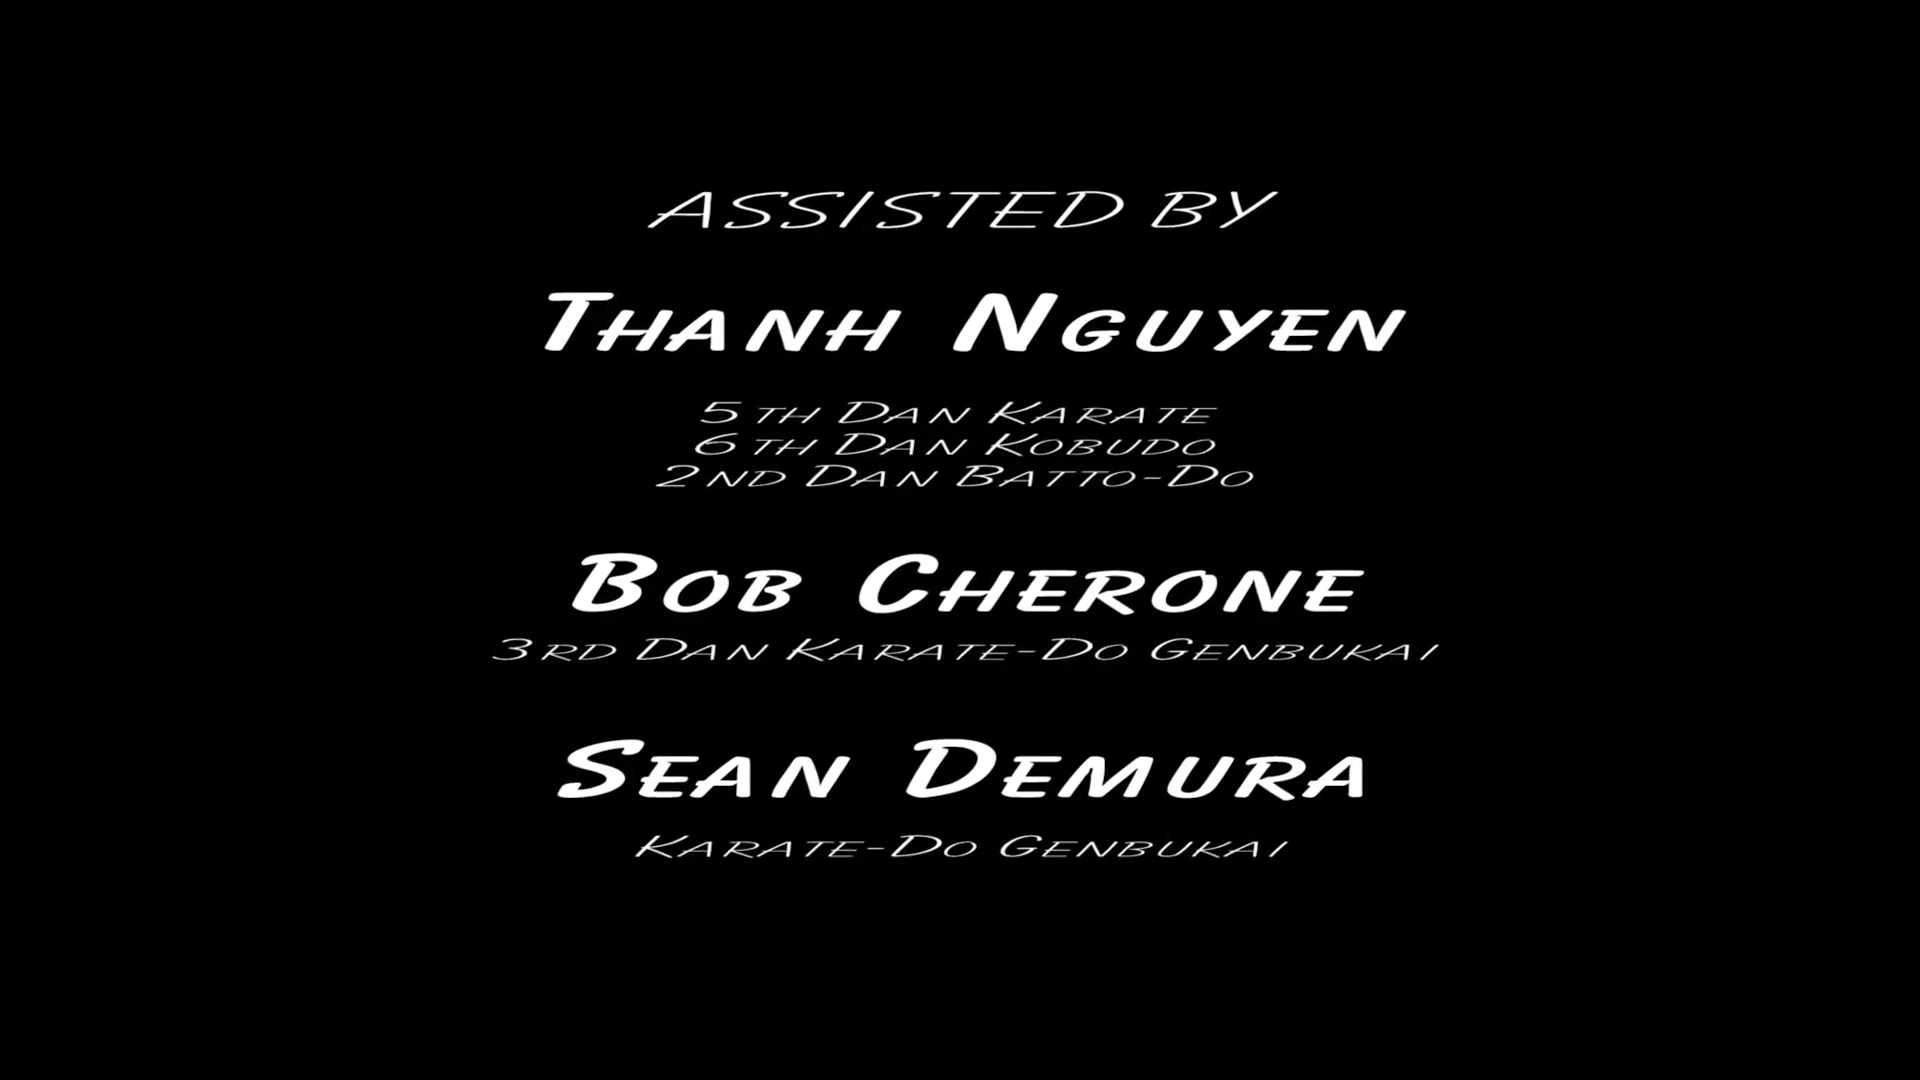 ASSISTED BY
THANH NGUYEN
5TH DAN KARATE
6TH DAN KOBUDO
2ND DAN BATTO-DO
BOB CHERONE
3RD DAN KARATE-DO GENBUKAI
SEAN DEMURA
KARATE-DO GENBUKAI